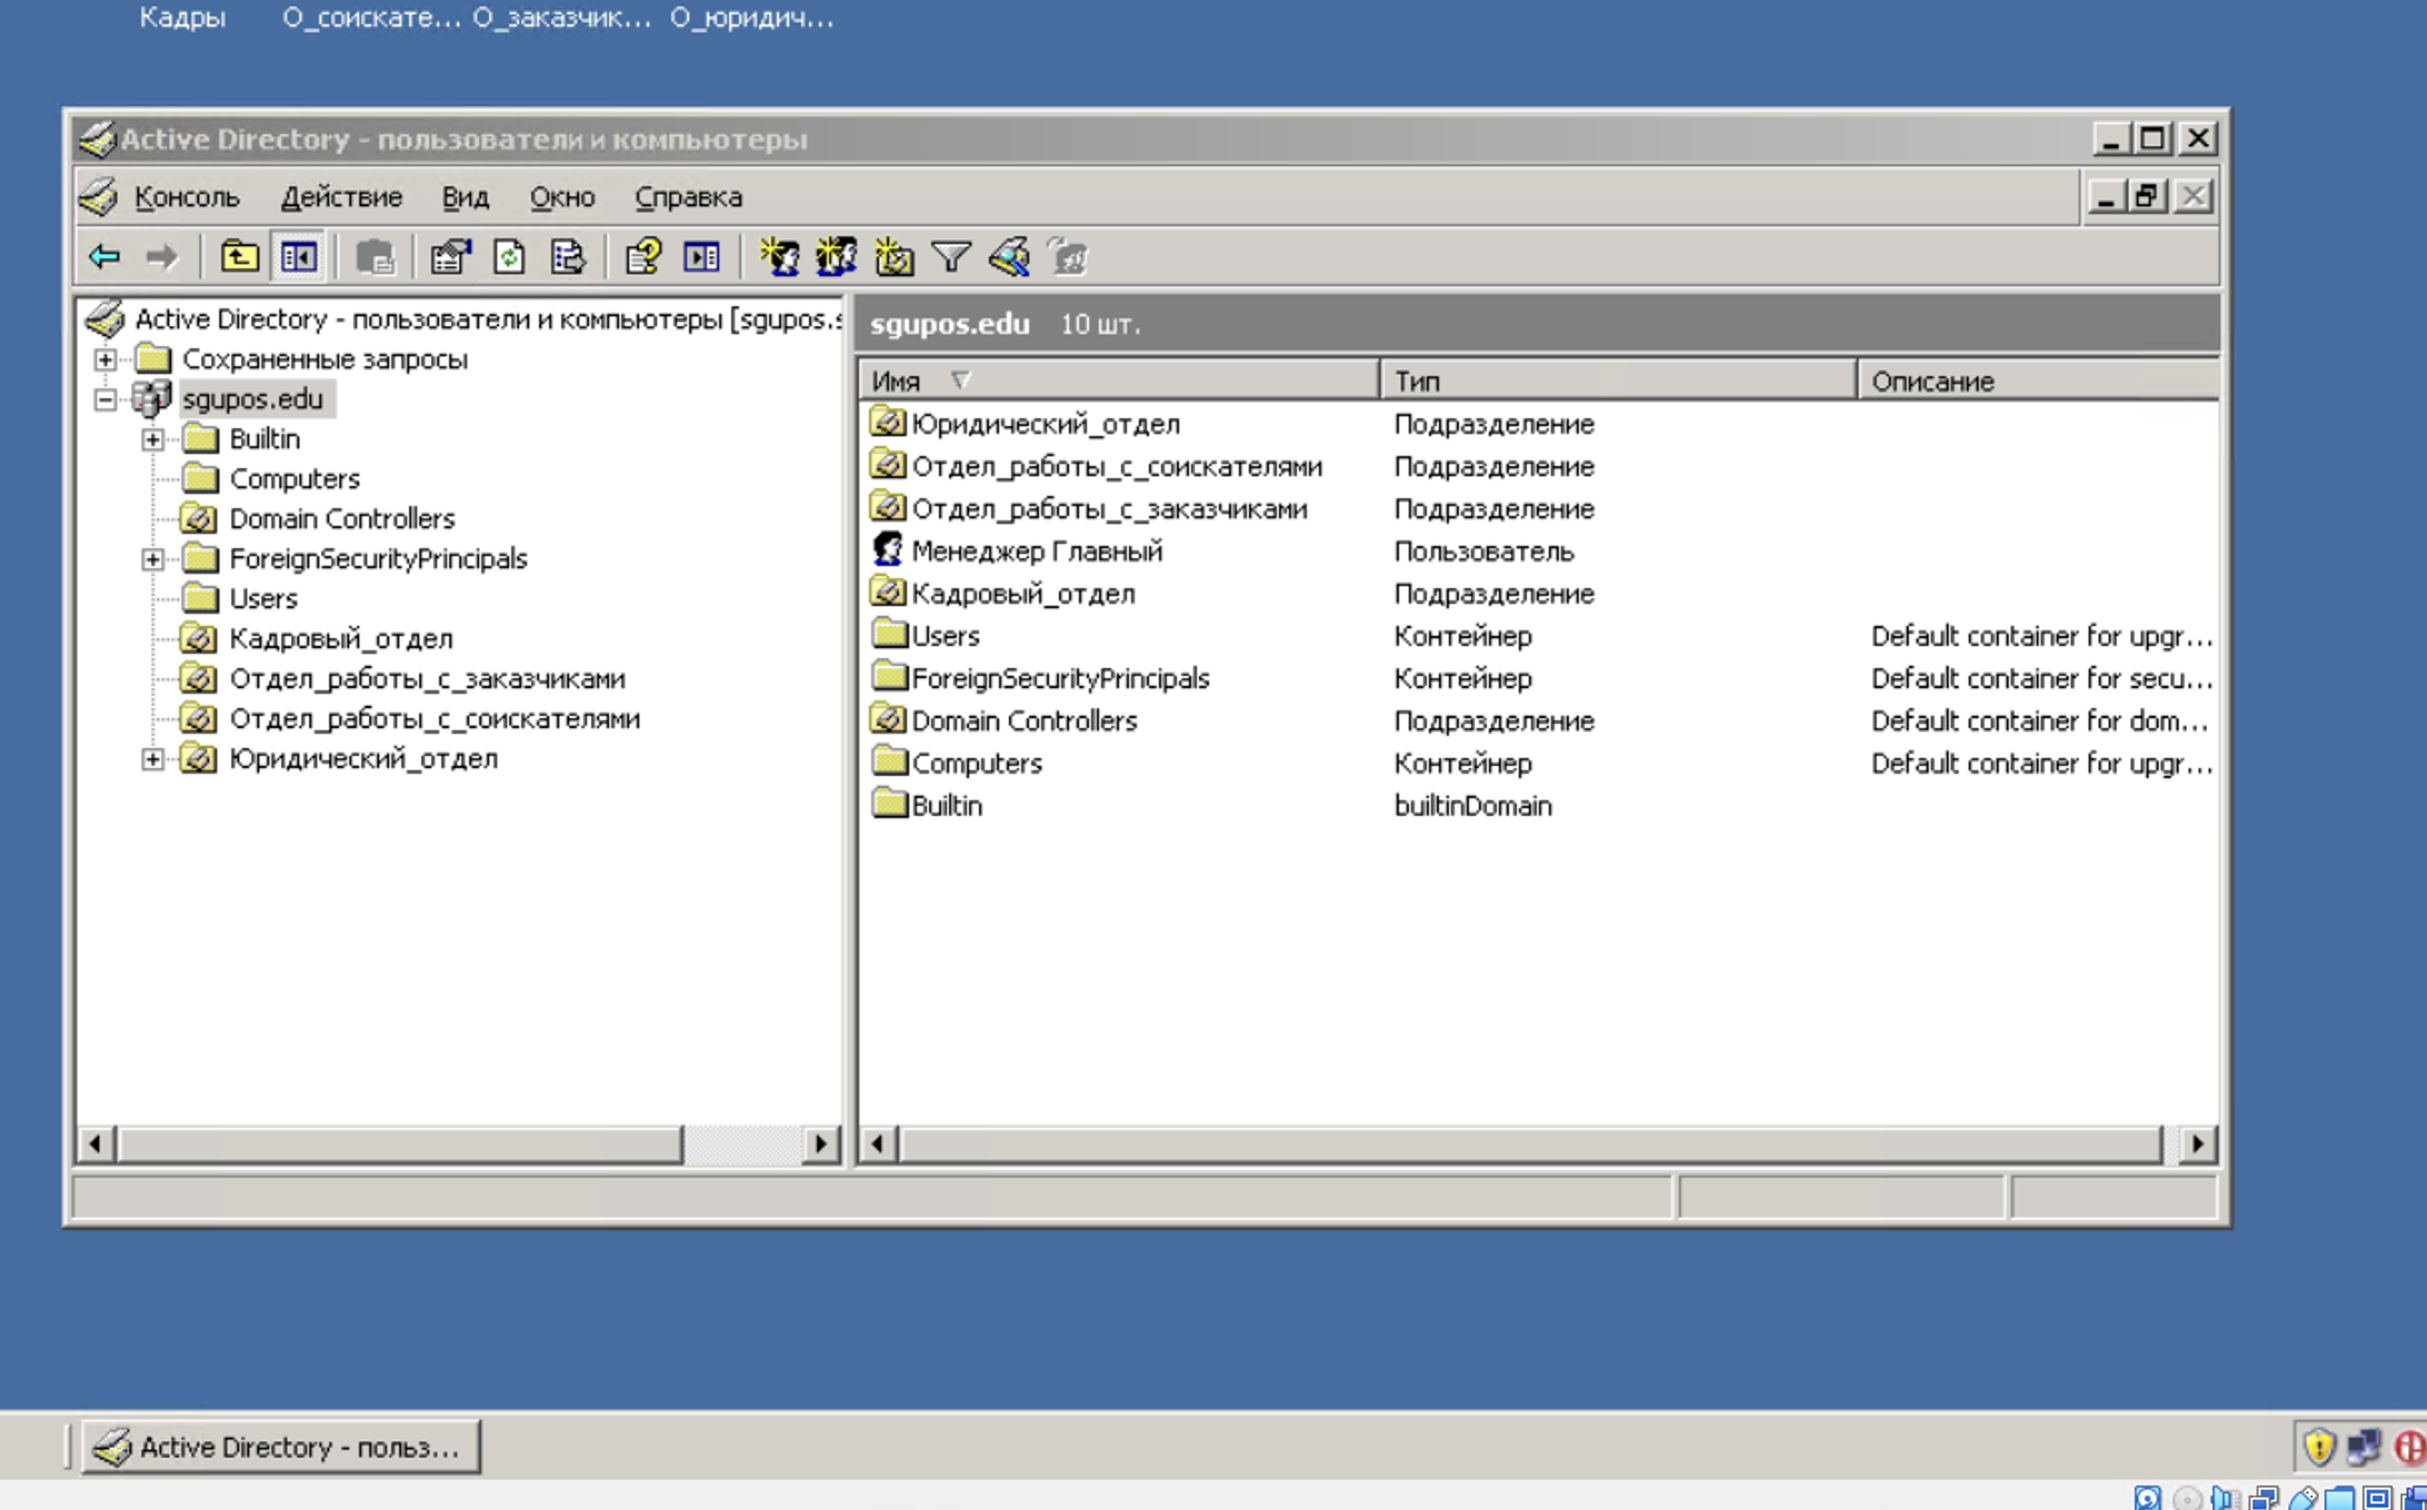 Кадры О_соискате... О_заказчик... О_юридич...
Active Directory - пользователи и компьютеры
Консоль Действие Вид Окно Справка
Active Directory - пользователи и компьютеры [sgupos.s
Сохраненные запросы
sgupos.edu
Builtin
Computers
Domain Controllers
ForeignSecurityPrincipals
Users
Кадровый_отдел
Отдел_работы_с_заказчиками
Отдел_работы_с_соискателями
Юридический_отдел
sgupos.edu 10 шт.
Имя Тип Описание
Юридический_отдел Подразделение
Отдел_работы_с_соискателями Подразделение
Отдел_работы_с_заказчиками Подразделение
Менеджер Главный Пользователь
Кадровый_отдел Подразделение
Users Контейнер Default container for upgr...
ForeignSecurityPrincipals Контейнер Default container for secu...
Domain Controllers Подразделение Default container for dom...
Computers Контейнер Default container for upgr...
Builtin builtinDomain
Active Directory - польз...